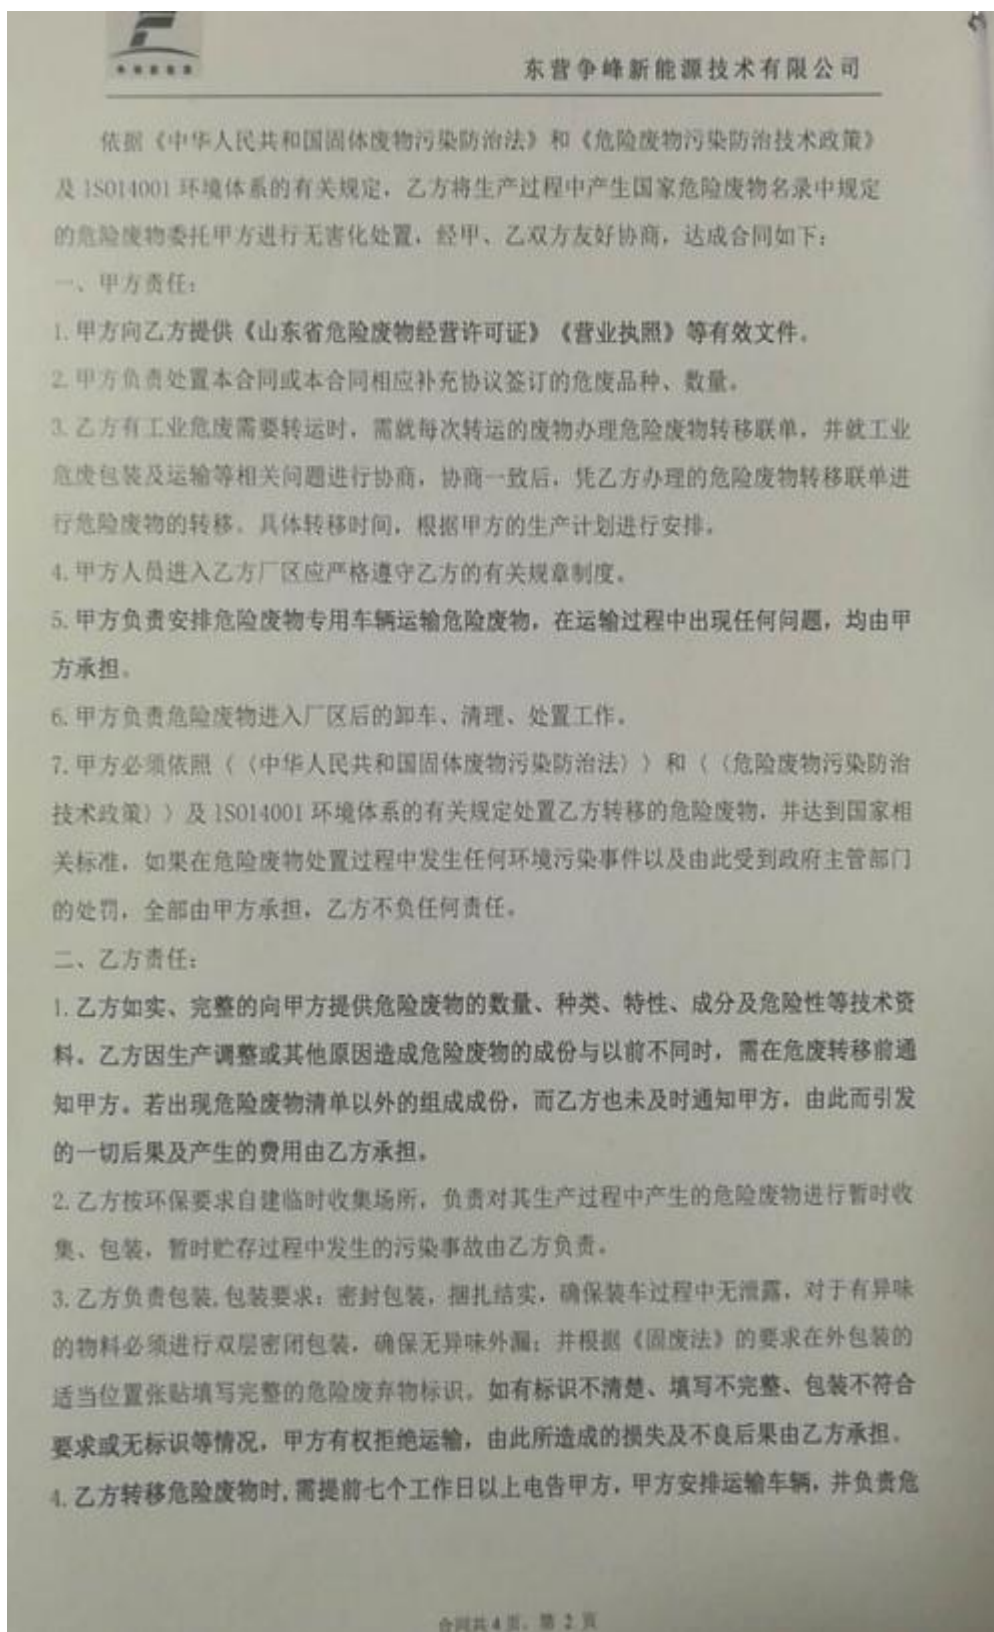 东营争峰新能源技术有限公司
依据《中华人民共和国固体废物污染防治法》和《危险废物污染防治技术政策》
及 ISO14001 环境体系的有关规定，乙方将生产过程中产生国家危险废物名录中规定
的危险废物委托甲方进行无害化处置，经甲、乙双方友好协商，达成合同如下：
一、甲方责任：
1. 甲方向乙方提供《山东省危险废物经营许可证》《营业执照》等有效文件。
2. 甲方负责处置本合同或本合同相应补充协议签订的危废品种、数量。
3. 乙方有工业危废需要转运时，需就每次转运的废物办理危险废物转移联单，并就工业
危废包装及运输等相关问题进行协商，协商一致后，凭乙方办理的危险废物转移联单进
行危险废物的转移。具体转移时间，根据甲方的生产计划进行安排。
4. 甲方人员进入乙方厂区应严格遵守乙方的有关规章制度。
5. 甲方负责安排危险废物专用车辆运输危险废物，在运输过程中出现任何问题，均由甲
方承担。
6. 甲方负责危险废物进入厂区后的卸车、清理、处置工作。
7. 甲方必须依照（〈中华人民共和国固体废物污染防治法〉）和（〈危险废物污染防治
技术政策〉）及 ISO14001 环境体系的有关规定处置乙方转移的危险废物，并达到国家相
关标准，如果在危险废物处置过程中发生任何环境污染事件以及由此受到政府主管部门
的处罚，全部由甲方承担，乙方不负任何责任。
二、乙方责任：
1. 乙方如实、完整的向甲方提供危险废物的数量、种类、特性、成分及危险性等技术资
料。乙方因生产调整或其他原因造成危险废物的成份与以前不同时，需在危废转移前通
知甲方。若出现危险废物清单以外的组成成份，而乙方也未及时通知甲方，由此而引发
的一切后果及产生的费用由乙方承担。
2. 乙方按环保要求自建临时收集场所，负责对其生产过程中产生的危险废物进行暂时收
集、包装，暂时贮存过程中发生的污染事故由乙方负责。
3. 乙方负责包装,包装要求：密封包装，捆扎结实，确保装车过程中无泄露，对于有异味
的物料必须进行双层密闭包装，确保无异味外漏；并根据《固废法》的要求在外包装的
适当位置张贴填写完整的危险废弃物标识。如有标识不清楚、填写不完整、包装不符合
要求或无标识等情况，甲方有权拒绝运输，由此所造成的损失及不良后果由乙方承担。
4. 乙方转移危险废物时,需提前七个工作日以上电告甲方，甲方安排运输车辆，并负责危
合同共 4 页，第 2 页